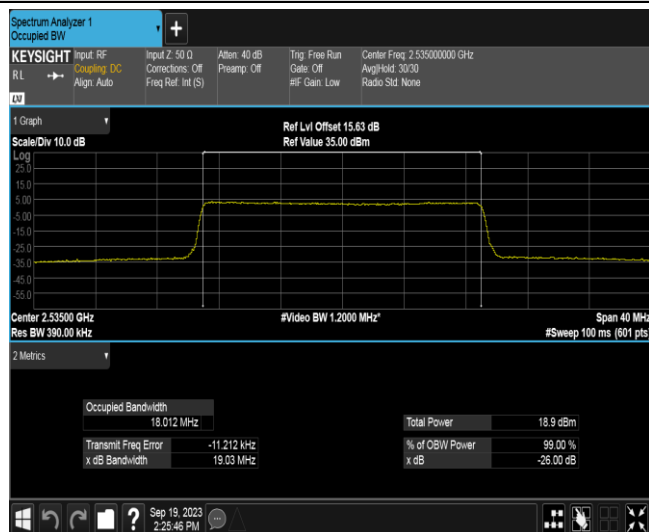 Spectrum Analyzer 1
Occupied BW
+
KEYSIGHT Input: RF Input Z: 50 Ω Atten: 40 dB Trig: Free Run Center Freq: 2.535000000 GHz
RL Coupling: DC Corrections: Off Preamp: Off Gate: Off Avg|Hold: 30/30
Align: Auto Freq Ref: Int (S) #IF Gain: Low Radio Std: None
LXI
1 Graph
Ref Lvl Offset 15.63 dB
Scale/Div 10.0 dB Ref Value 35.00 dBm
Log
25.0
15.0
5.00
-5.00
-15.0
-25.0
-35.0
-45.0
-55.0
Center 2.53500 GHz #Video BW 1.2000 MHz* Span 40 MHz
Res BW 390.00 kHz #Sweep 100 ms (601 pts)
2 Metrics
Occupied Bandwidth
18.012 MHz Total Power 18.9 dBm
Transmit Freq Error -11.212 kHz % of OBW Power 99.00 %
x dB Bandwidth 19.03 MHz x dB -26.00 dB
? Sep 19, 2023
2:25:46 PM